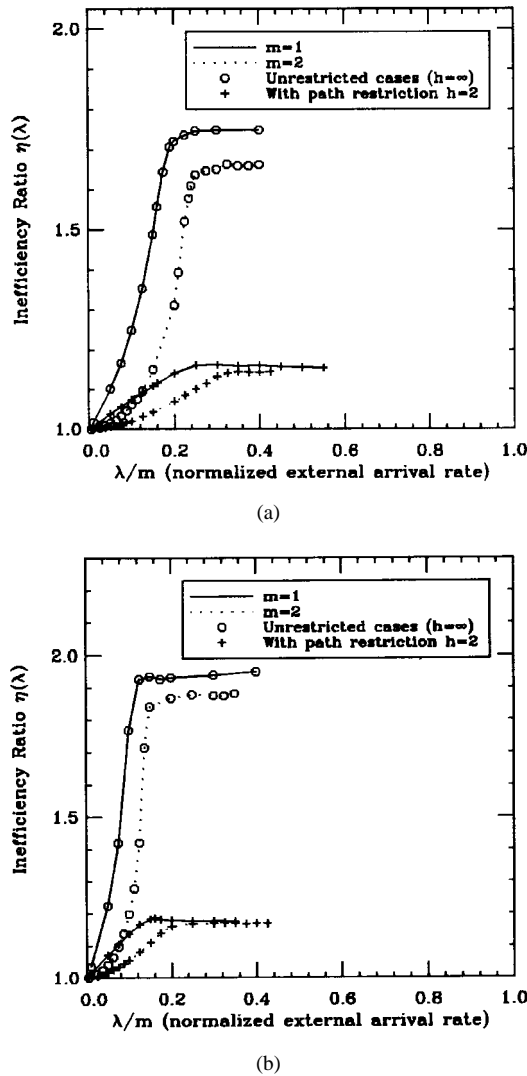 2.0
m=1
m=2
Unrestricted cases (h=∞)
With path restriction h=2
Inefficiency Ratio η(λ)
1.5
1.0
0.0 0.2 0.4 0.6 0.8 1.0
λ/m (normalized external arrival rate)
(a)
m=1
m=2
Unrestricted cases (h=∞)
With path restriction h=2
2.0
Inefficiency Ratio η(λ)
1.5
1.0
0.0 0.2 0.4 0.6 0.8 1.0
λ/m (normalized external arrival rate)
(b)